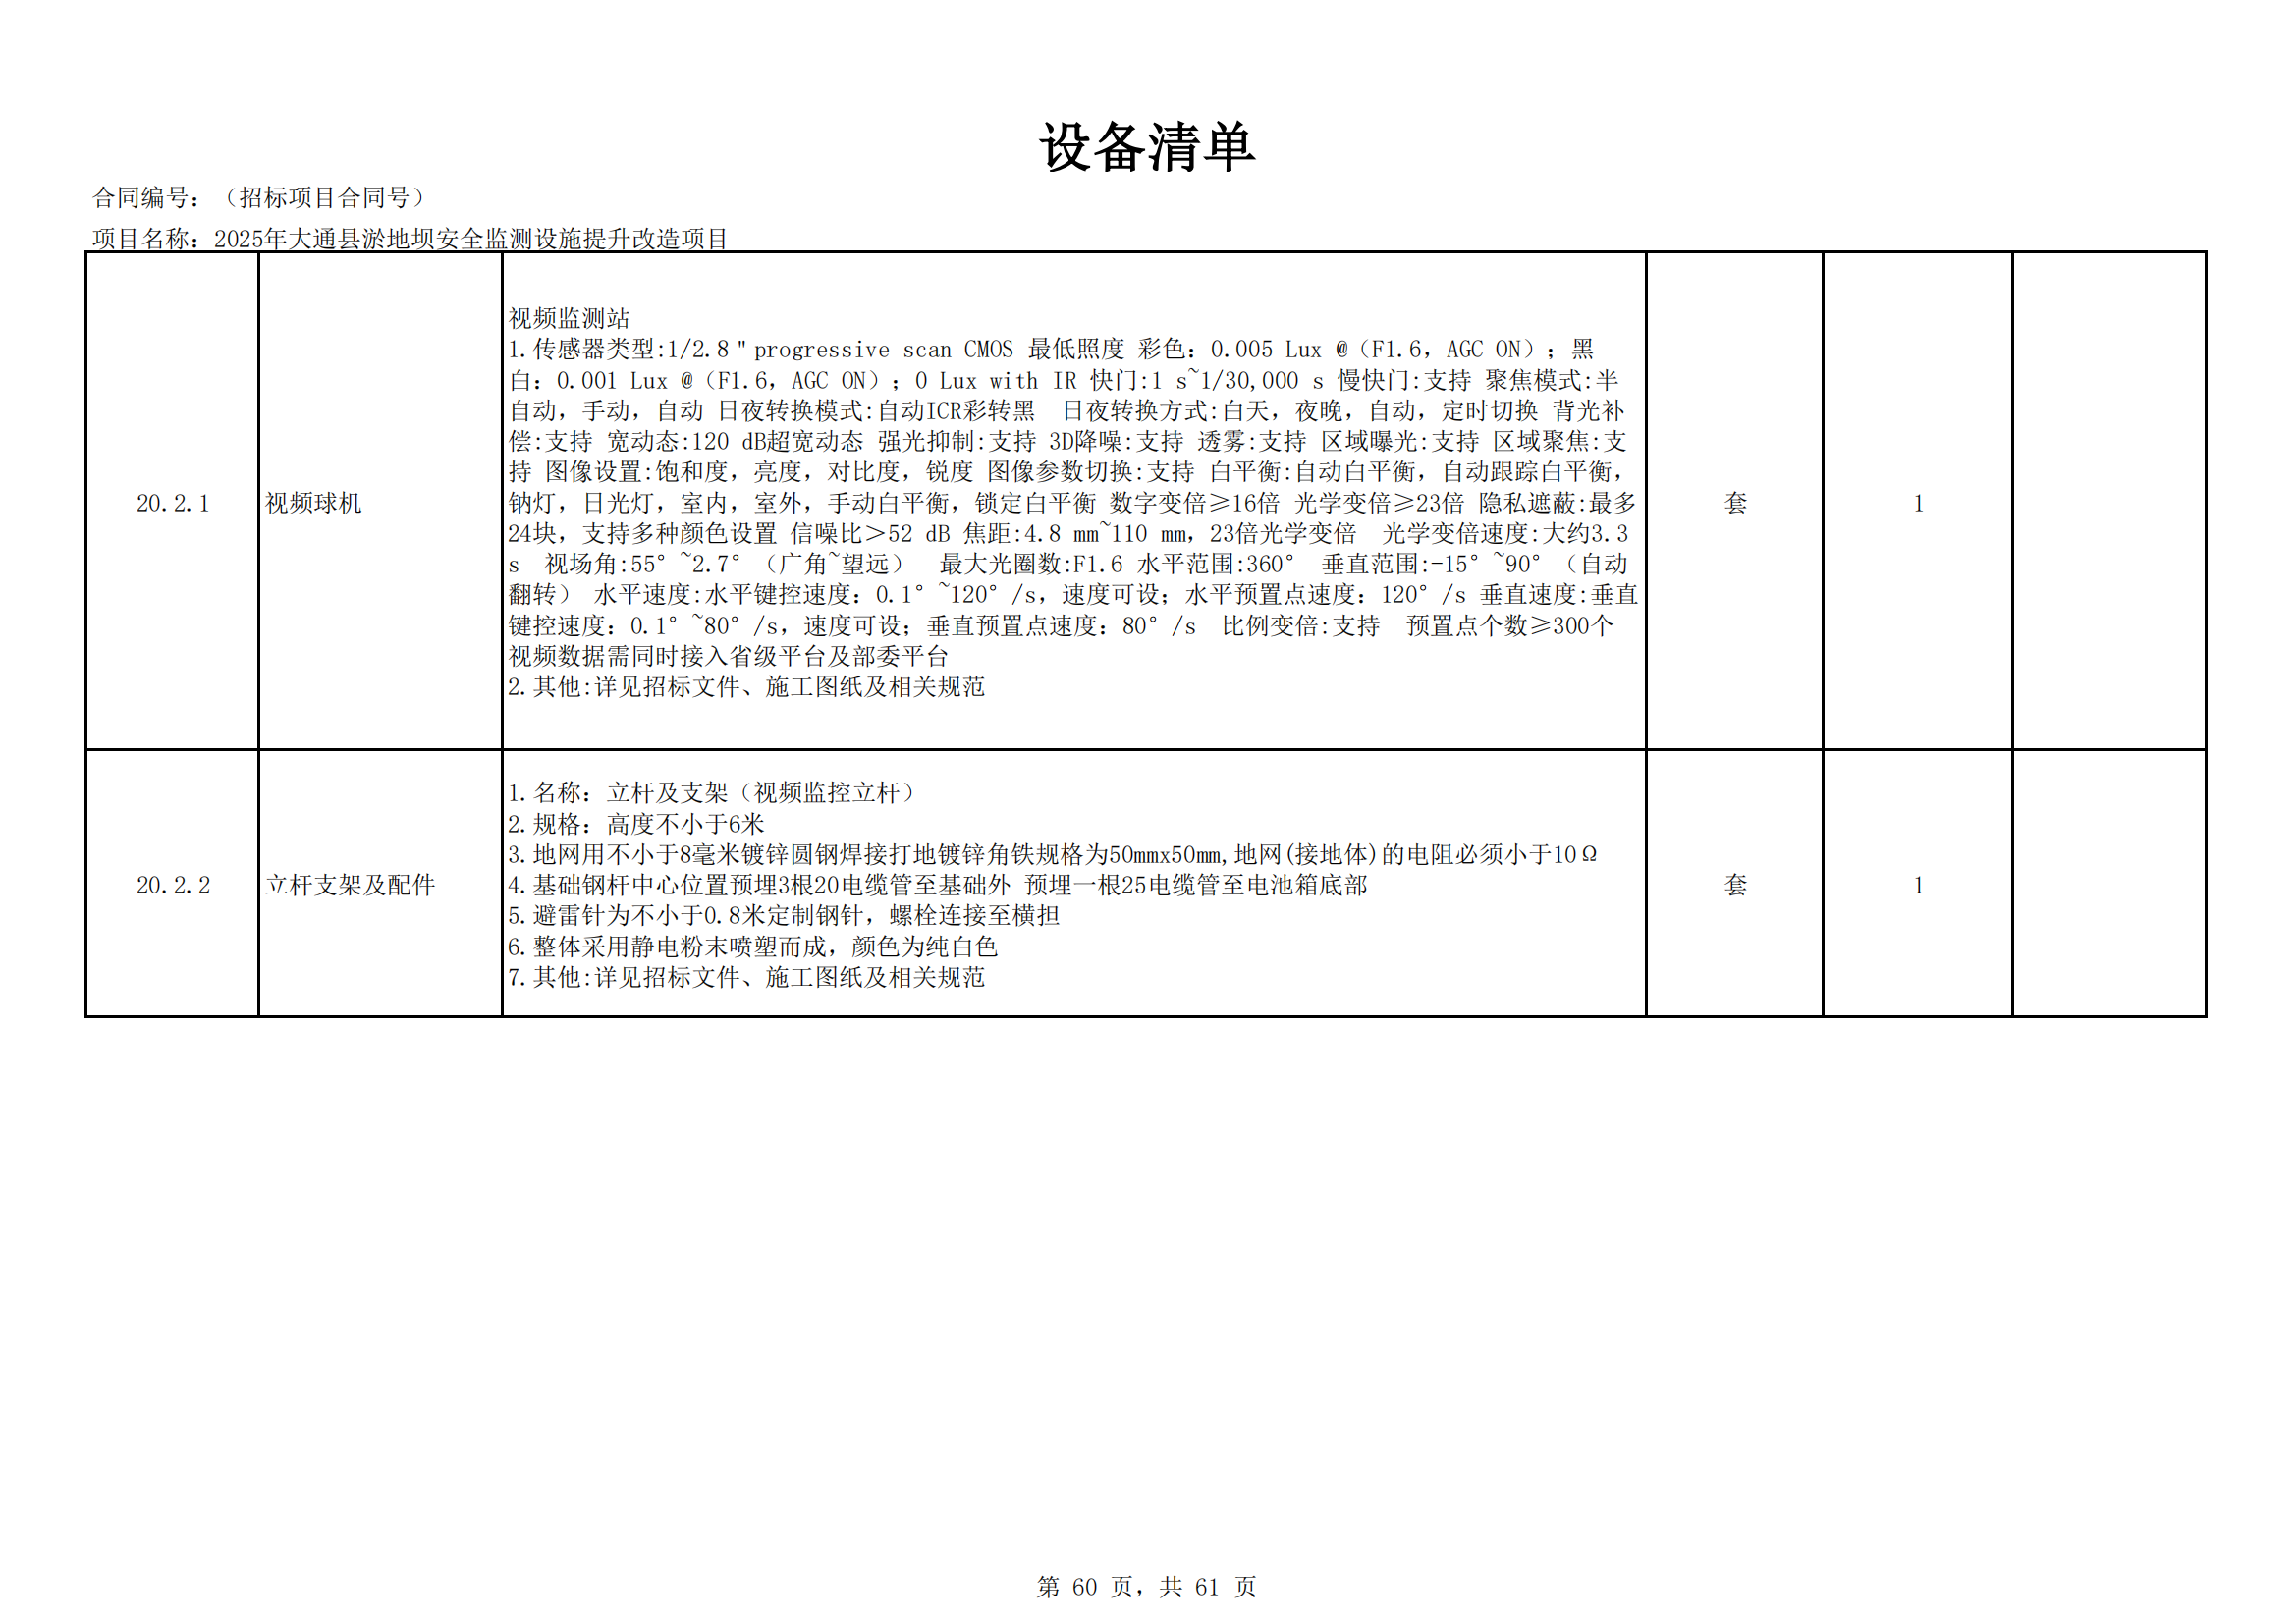 设备清单
合同编号：（招标项目合同号）
项目名称：2025年大通县淤地坝安全监测设施提升改造项目
20.2.1
视频球机
视频监测站
1.传感器类型:1/2.8＂progressive scan CMOS 最低照度 彩色：0.005 Lux @（F1.6，AGC ON）；黑
白：0.001 Lux @（F1.6，AGC ON）；0 Lux with IR 快门:1 s~1/30,000 s 慢快门:支持 聚焦模式:半
自动，手动，自动 日夜转换模式:自动ICR彩转黑  日夜转换方式:白天，夜晚，自动，定时切换 背光补
偿:支持 宽动态:120 dB超宽动态 强光抑制:支持 3D降噪:支持 透雾:支持 区域曝光:支持 区域聚焦:支
持 图像设置:饱和度，亮度，对比度，锐度 图像参数切换:支持 白平衡:自动白平衡，自动跟踪白平衡，
钠灯，日光灯，室内，室外，手动白平衡，锁定白平衡 数字变倍≥16倍 光学变倍≥23倍 隐私遮蔽:最多
24块，支持多种颜色设置 信噪比＞52 dB 焦距:4.8 mm~110 mm，23倍光学变倍  光学变倍速度:大约3.3
s  视场角:55°~2.7°（广角~望远）  最大光圈数:F1.6 水平范围:360°  垂直范围:-15°~90°（自动
翻转） 水平速度:水平键控速度：0.1°~120°/s，速度可设；水平预置点速度：120°/s 垂直速度:垂直
键控速度：0.1°~80°/s，速度可设；垂直预置点速度：80°/s  比例变倍:支持  预置点个数≥300个
视频数据需同时接入省级平台及部委平台
2.其他:详见招标文件、施工图纸及相关规范
套
1
20.2.2
立杆支架及配件
1.名称：立杆及支架（视频监控立杆）
2.规格：高度不小于6米
3.地网用不小于8毫米镀锌圆钢焊接打地镀锌角铁规格为50mmx50mm,地网(接地体)的电阻必须小于10Ω
4.基础钢杆中心位置预埋3根20电缆管至基础外 预埋一根25电缆管至电池箱底部
5.避雷针为不小于0.8米定制钢针，螺栓连接至横担
6.整体采用静电粉末喷塑而成，颜色为纯白色
7.其他:详见招标文件、施工图纸及相关规范
套
1
第 60 页，共 61 页